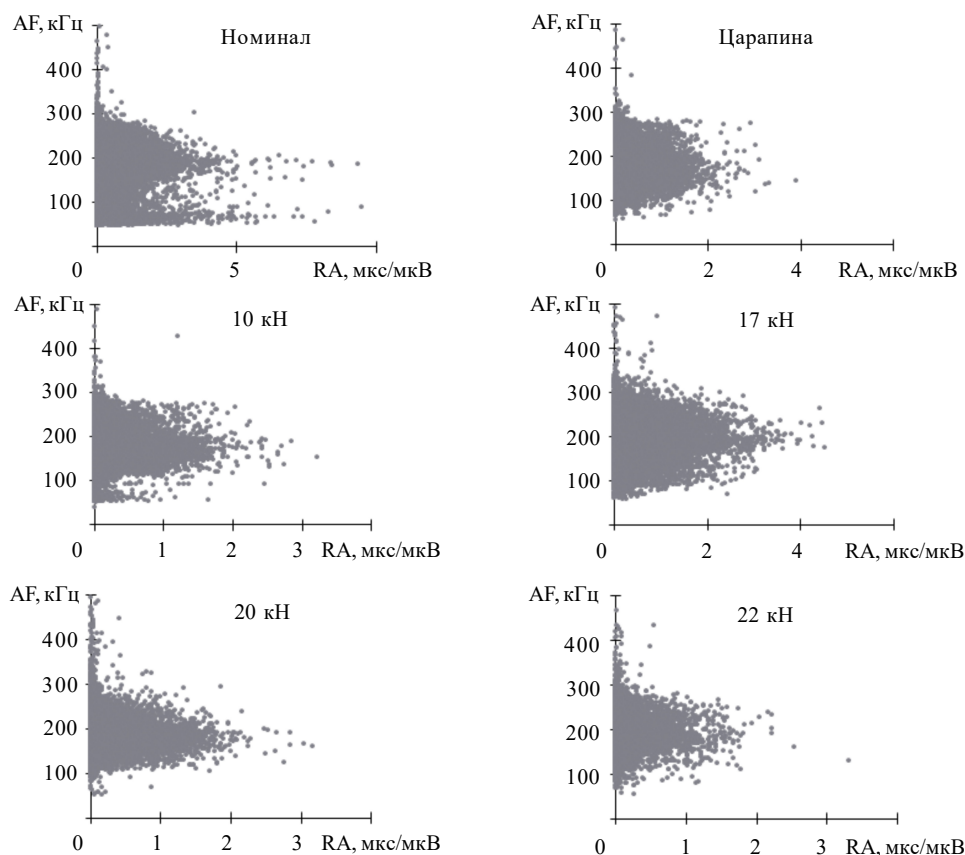 AF, кГц
Номинал
400
300
200
100
0
5
RA, мкс/мкВ
AF, кГц
Царапина
400
300
200
100
0
2
4
RA, мкс/мкВ
AF, кГц
10 кН
400
300
200
100
0
1
2
3
RA, мкс/мкВ
AF, кГц
17 кН
400
300
200
100
0
2
4
RA, мкс/мкВ
AF, кГц
20 кН
400
300
200
100
0
1
2
3
RA, мкс/мкВ
AF, кГц
22 кН
400
300
200
100
0
1
2
3
RA, мкс/мкВ